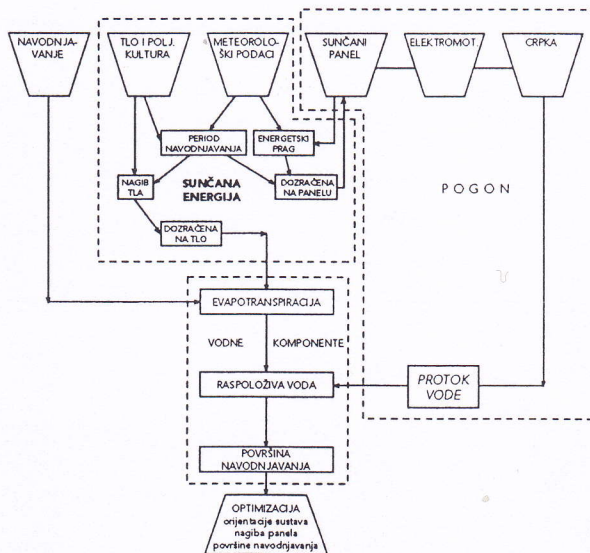 NAVODNJA-
VANJE
TLO I POLJ.
KULTURA
METEOROLO-
ŠKI PODACI
SUNČANI
PANEL
ELEKTROMOT.
CRPKA
PERIOD
NAVODNJAVANJA
ENERGETSKI
PRAG
NAGIB
TLA
SUNČANA
ENERGIJA
DOZRAČENA
NA PANELU
POGON
DOZRAČENA
NA TLO
EVAPOTRANSPIRACIJA
VODNE KOMPONENTE
RASPOLOŽIVA VODA
PROTOK
VODE
POVRŠINA
NAVODNJAVANJA
OPTIMIZACIJA
orijentacije sustava
nagiba panela
površine navodnjavanja